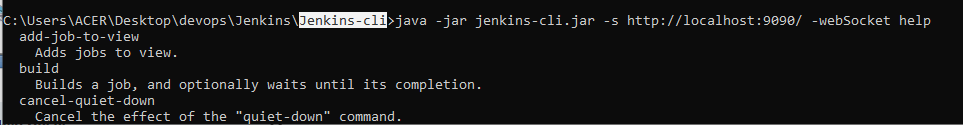 C:\Users\ACER\Desktop\devops\Jenkins\Jenkins-cli>java -jar jenkins-cli.jar -s http://localhost:9090/ -webSocket help
add-job-to-view
Adds jobs to view.
build
Builds a job, and optionally waits until its completion.
cancel-quiet-down
Cancel the effect of the "quiet-down" command.